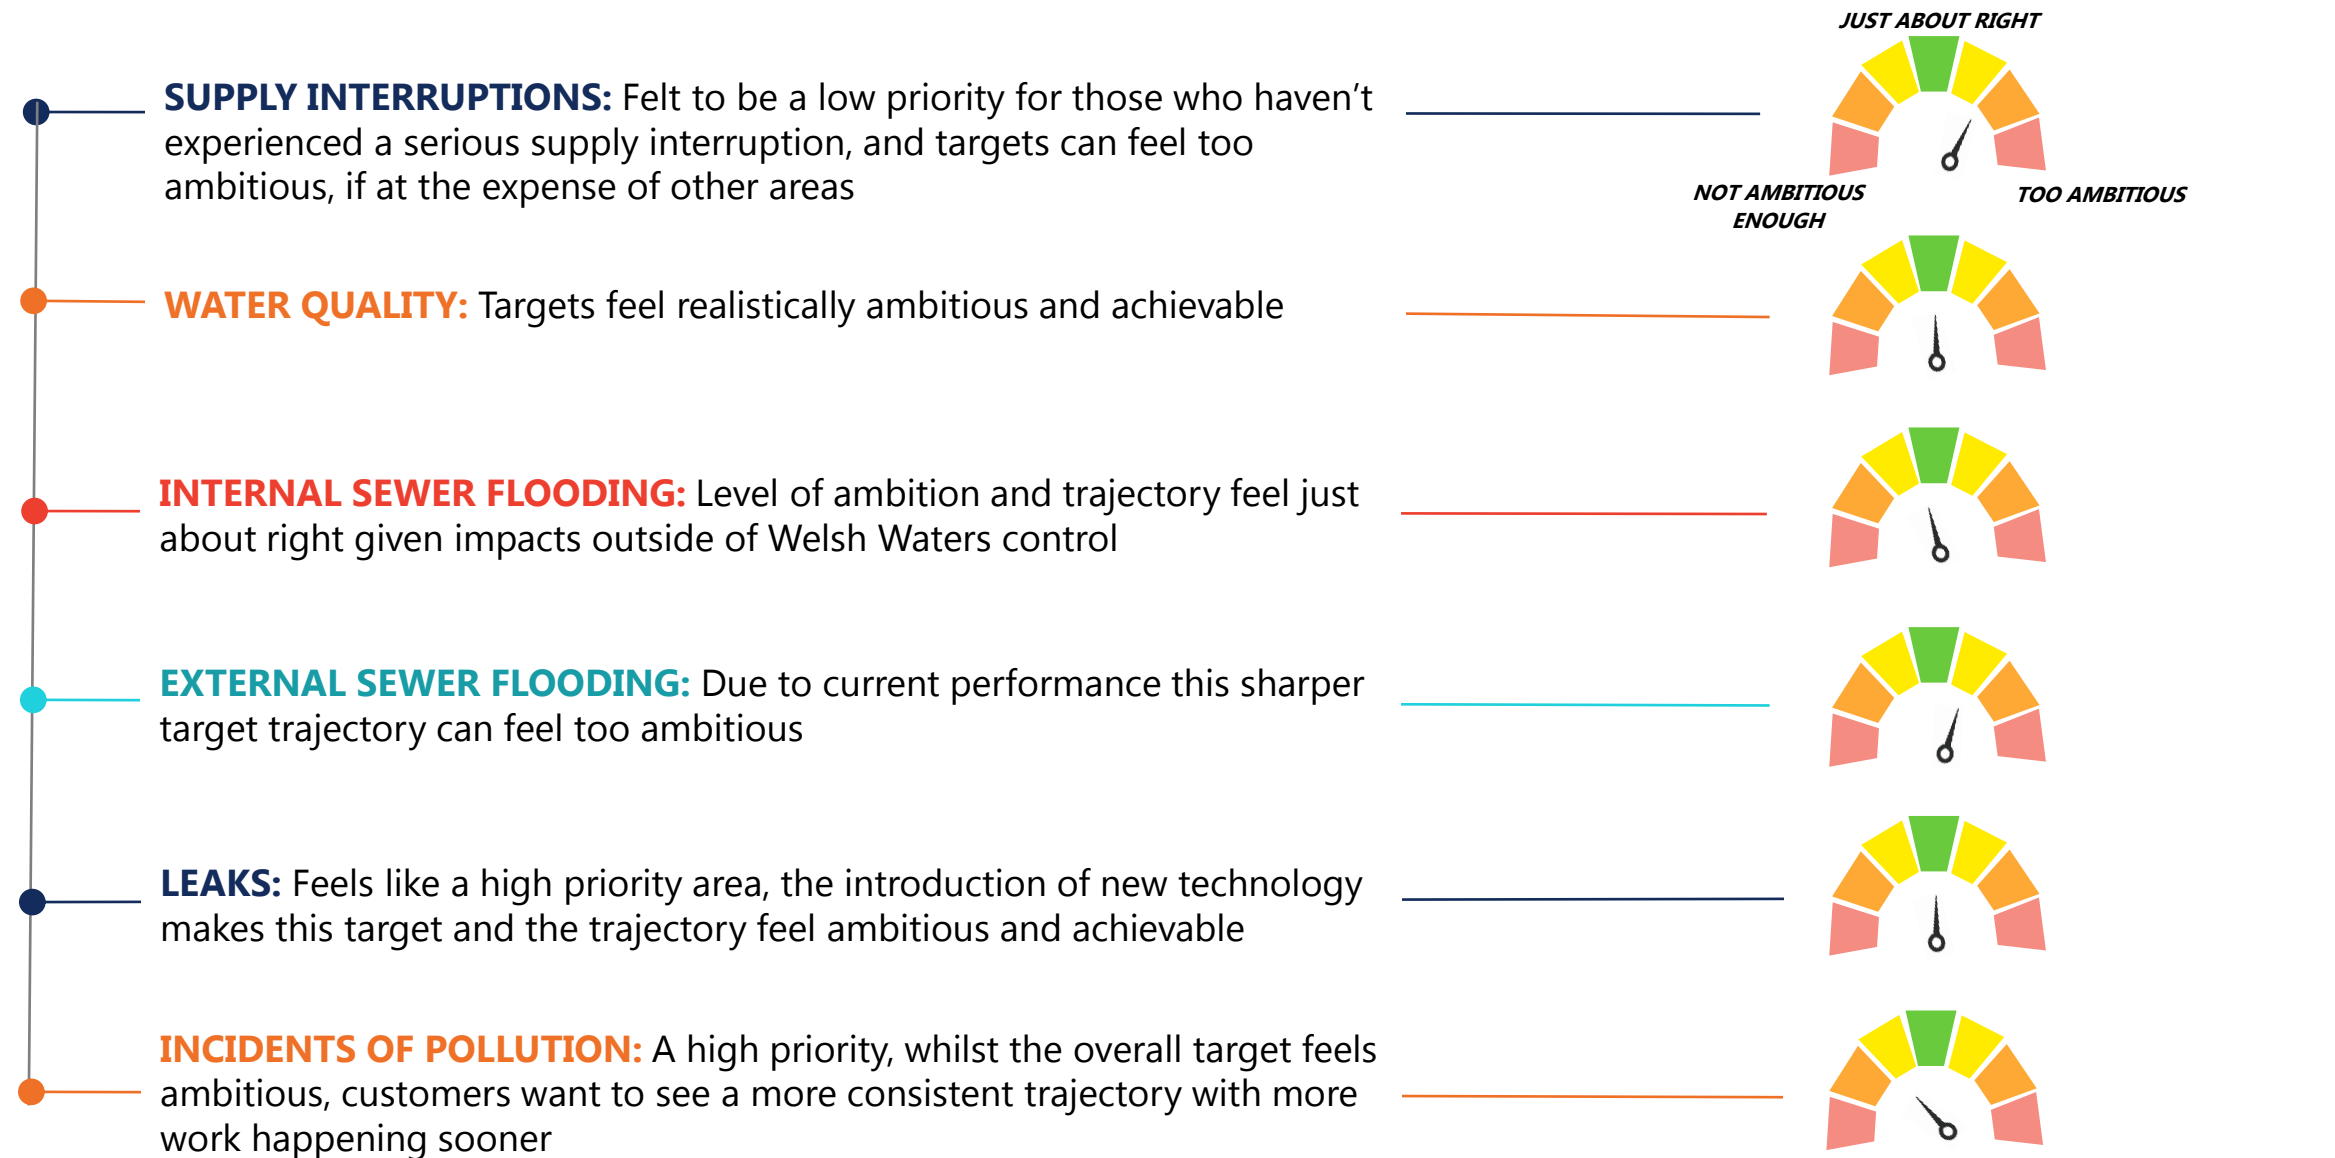 JUST ABOUT RIGHT
SUPPLY INTERRUPTIONS: Felt to be a low priority for those who haven’t
experienced a serious supply interruption, and targets can feel too
ambitious, if at the expense of other areas
NOT AMBITIOUS
ENOUGH
TOO AMBITIOUS
WATER QUALITY: Targets feel realistically ambitious and achievable
INTERNAL SEWER FLOODING: Level of ambition and trajectory feel just
about right given impacts outside of Welsh Waters control
EXTERNAL SEWER FLOODING: Due to current performance this sharper
target trajectory can feel too ambitious
LEAKS: Feels like a high priority area, the introduction of new technology
makes this target and the trajectory feel ambitious and achievable
INCIDENTS OF POLLUTION: A high priority, whilst the overall target feels
ambitious, customers want to see a more consistent trajectory with more
work happening sooner